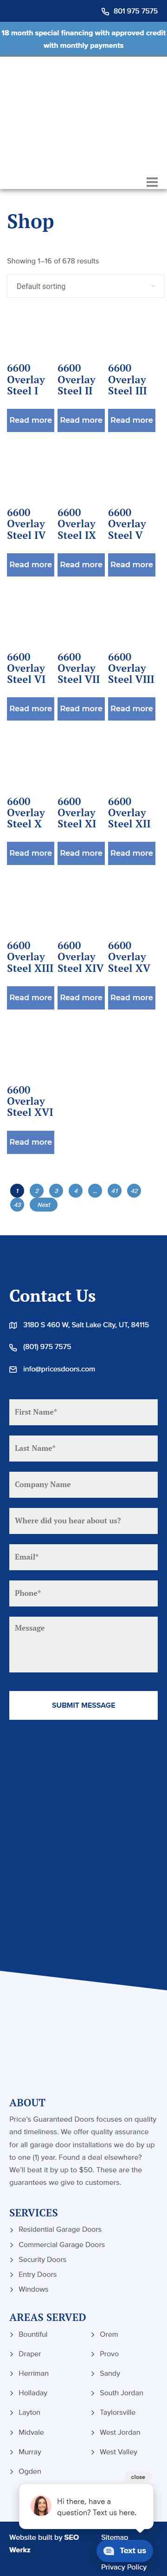 801 975 7575
18 month special financing with approved credit
with monthly payments
Shop
Showing 1–16 of 678 results
Default sorting
6600 Overlay Steel I
Read more
6600 Overlay Steel II
Read more
6600 Overlay Steel III
Read more
6600 Overlay Steel IV
Read more
6600 Overlay Steel IX
Read more
6600 Overlay Steel V
Read more
6600 Overlay Steel VI
Read more
6600 Overlay Steel VII
Read more
6600 Overlay Steel VIII
Read more
6600 Overlay Steel X
Read more
6600 Overlay Steel XI
Read more
6600 Overlay Steel XII
Read more
6600 Overlay Steel XIII
Read more
6600 Overlay Steel XIV
Read more
6600 Overlay Steel XV
Read more
6600 Overlay Steel XVI
Read more
1 2 3 4 ... 41 42
43 Next
Contact Us
3180 S 460 W, Salt Lake City, UT, 84115
(801) 975 7575
info@pricesdoors.com
First Name*
Last Name*
Company Name
Where did you hear about us?
Email*
Phone*
Message
SUBMIT MESSAGE
ABOUT
Price's Guaranteed Doors focuses on quality
and timeliness. We offer quality assurance
for all garage door installations we do by up
to one (1) year. Found a deal elsewhere?
We'll beat it by up to $50. These are the
guarantees we give to customers.
SERVICES
Residential Garage Doors
Commercial Garage Doors
Security Doors
Entry Doors
Windows
AREAS SERVED
Bountiful
Draper
Herriman
Holladay
Layton
Midvale
Murray
Ogden
Orem
Provo
Sandy
South Jordan
Taylorsville
West Jordan
West Valley
close
Hi there, have a
question? Text us here.
Website built by SEO
Werkz
Sitemap
Text us
Privacy Policy